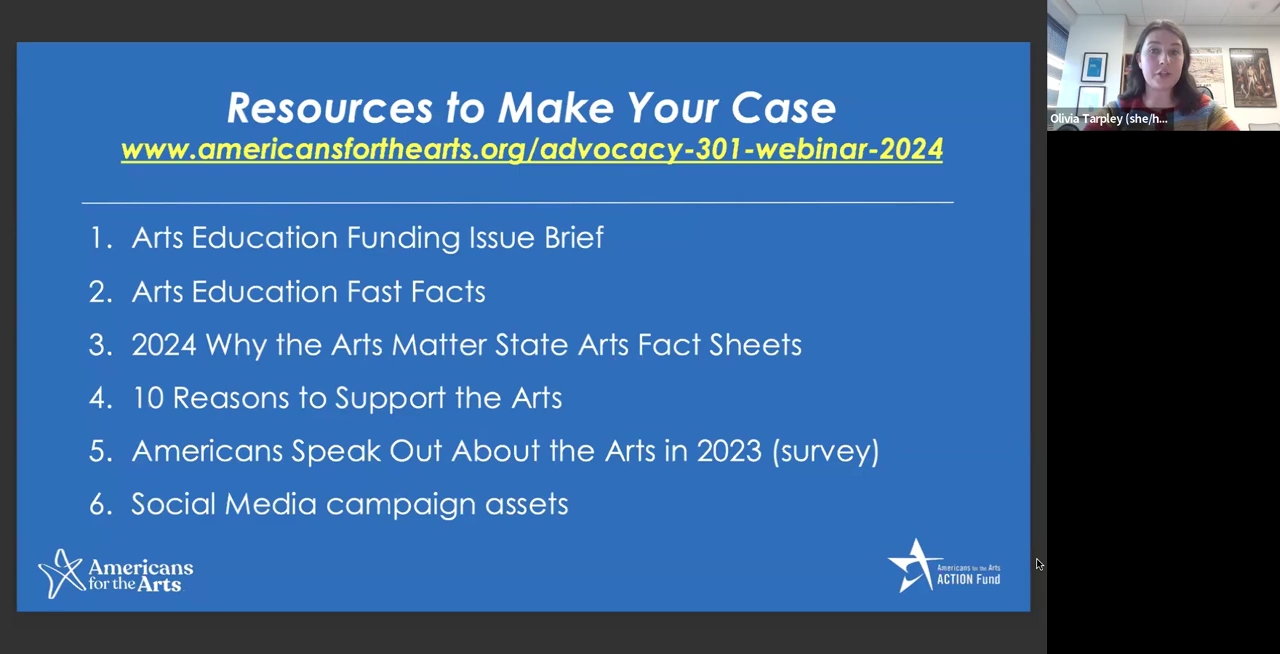 Resources to Make Your Case
www.americansforthearts.org/advocacy-301-webinar-2024
1. Arts Education Funding Issue Brief
2. Arts Education Fast Facts
3. 2024 Why the Arts Matter State Arts Fact Sheets
4. 10 Reasons to Support the Arts
5. Americans Speak Out About the Arts in 2023 (survey)
6. Social Media campaign assets
Americans
for the Arts
Americans for the Arts
ACTION Fund
Olivia Tarpley (she/h...